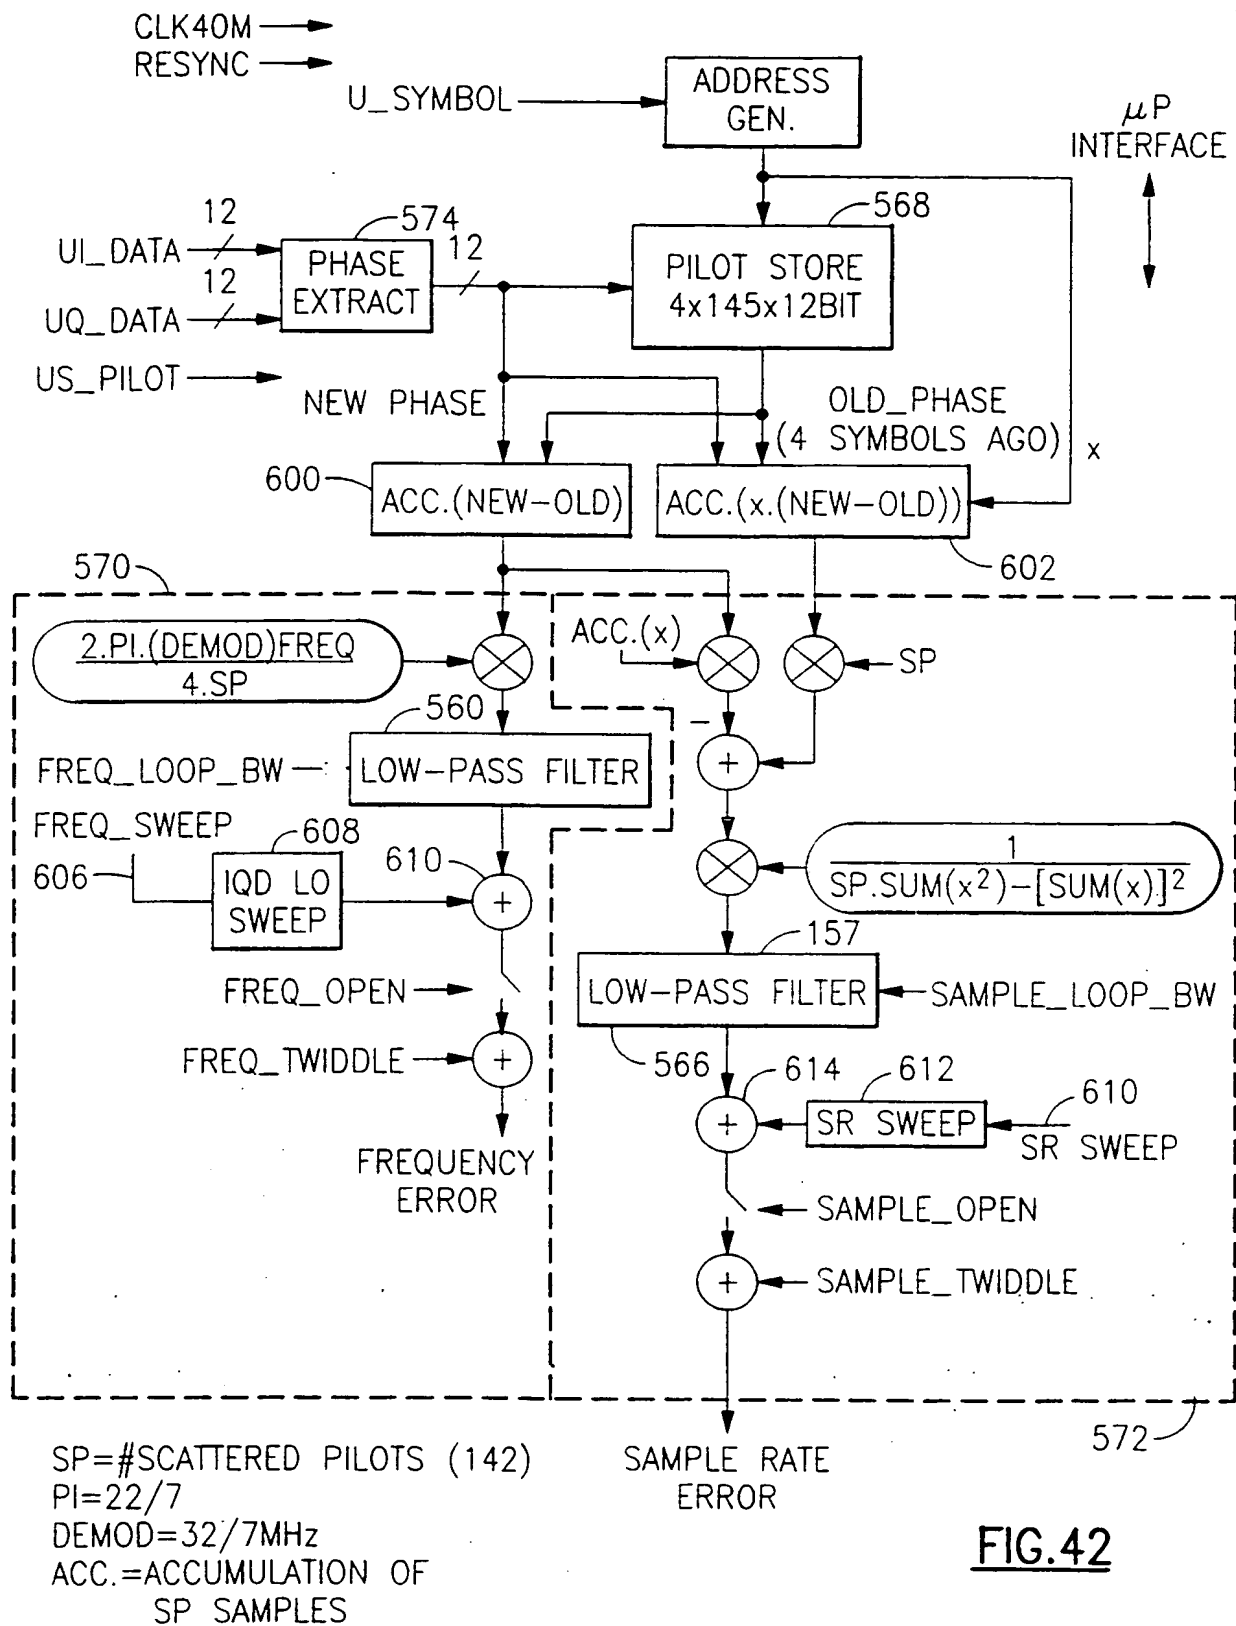 CLK40M
RESYNC
U_SYMBOL
ADDRESS
GEN.
μP
INTERFACE
12
574
12
568
UI_DATA
PHASE
EXTRACT
PILOT STORE
4x145x12BIT
12
UQ_DATA
US_PILOT
NEW PHASE
OLD_PHASE
(4 SYMBOLS AGO)
x
600
ACC.(NEW-OLD)
ACC.(x.(NEW-OLD))
602
570
2.PI.(DEMOD)FREQ
4.SP
ACC.(x)
SP
560
−
+
FREQ_LOOP_BW
LOW-PASS FILTER
FREQ_SWEEP
608
606
IQD LO
SWEEP
610
+
1
SP.SUM(x²)-[SUM(x).]²
157
LOW-PASS FILTER
SAMPLE_LOOP_BW
566
FREQ_OPEN
FREQ_TWIDDLE
+
614
612
610
+
SR SWEEP
SR SWEEP
FREQUENCY
ERROR
SAMPLE_OPEN
+
SAMPLE_TWIDDLE
572
SP=#SCATTERED PILOTS (142)
PI=22/7
DEMOD=32/7MHz
ACC.=ACCUMULATION OF
SP SAMPLES
SAMPLE RATE
ERROR
FIG.42